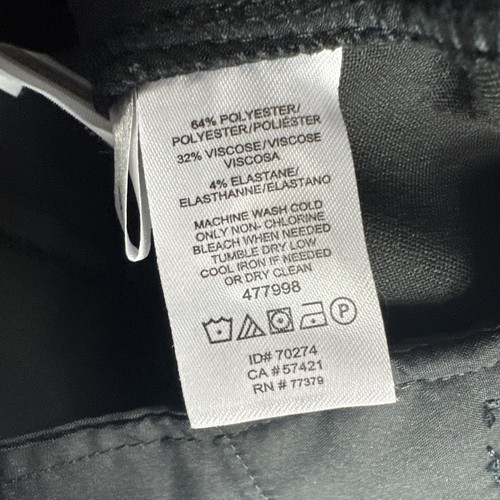 64% POLYESTER/
POLYESTER/POLIÉSTER
32% VISCOSE/VISCOSE
VISCOSA
4% ELASTANE/
ELASTHANNE/ELASTANO
MACHINE WASH COLD
ONLY NON- CHLORINE
BLEACH WHEN NEEDED
TUMBLE DRY LOW
COOL IRON IF NEEDED
OR DRY CLEAN
477998
P
ID# 70274
CA #57421
RN # 77379